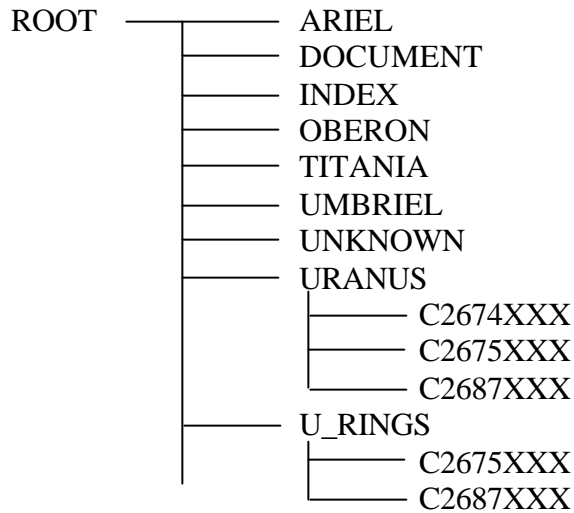 ROOT ARIEL
DOCUMENT
INDEX
OBERON
TITANIA
UMBRIEL
UNKNOWN
URANUS
C2674XXX
C2675XXX
C2687XXX
U_RINGS
C2675XXX
C2687XXX